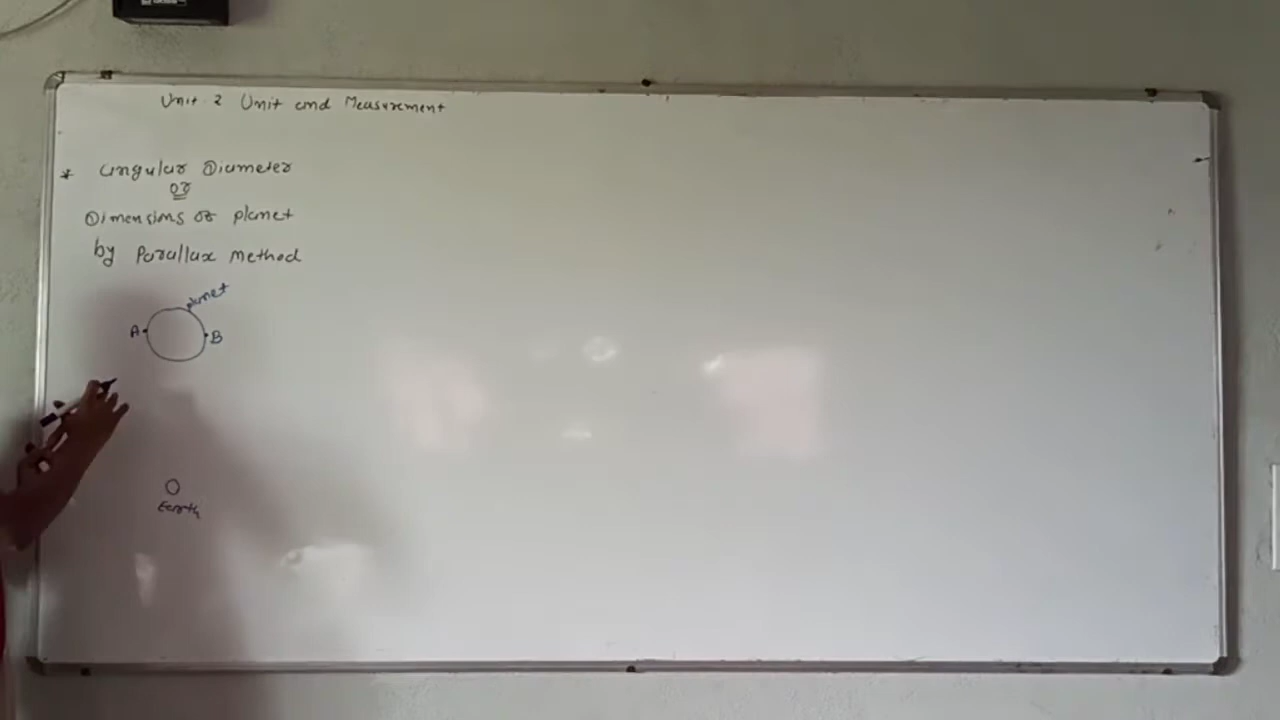 Unit 2 Unit and Measurement
* Angular Diameter
or
Dimensions of planet
by Parallax Method
planet
A
B
Earth